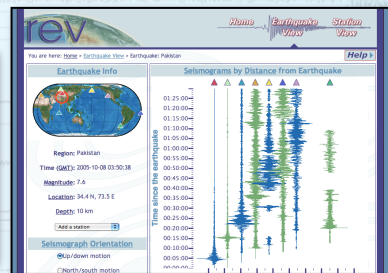 rev
Home
Earthquake View
Station View
You are here: Home > Earthquake View > Earthquake: Pakistan
Help
Earthquake Info
Region: Pakistan
Time (GMT): 2005-10-08 03:50:38
Magnitude: 7.6
Location: 34.4 N, 73.5 E
Depth: 10 km
Add a station
Seismograph Orientation
Up/down motion
North/south motion
Seismograms by Distance from Earthquake
Time since the earthquake
01:25:00
01:20:00
01:15:00
01:10:00
01:05:00
01:00:00
00:55:00
00:50:00
00:45:00
00:40:00
00:35:00
00:30:00
00:25:00
00:20:00
00:15:00
00:10:00
00:05:00
00:00:00